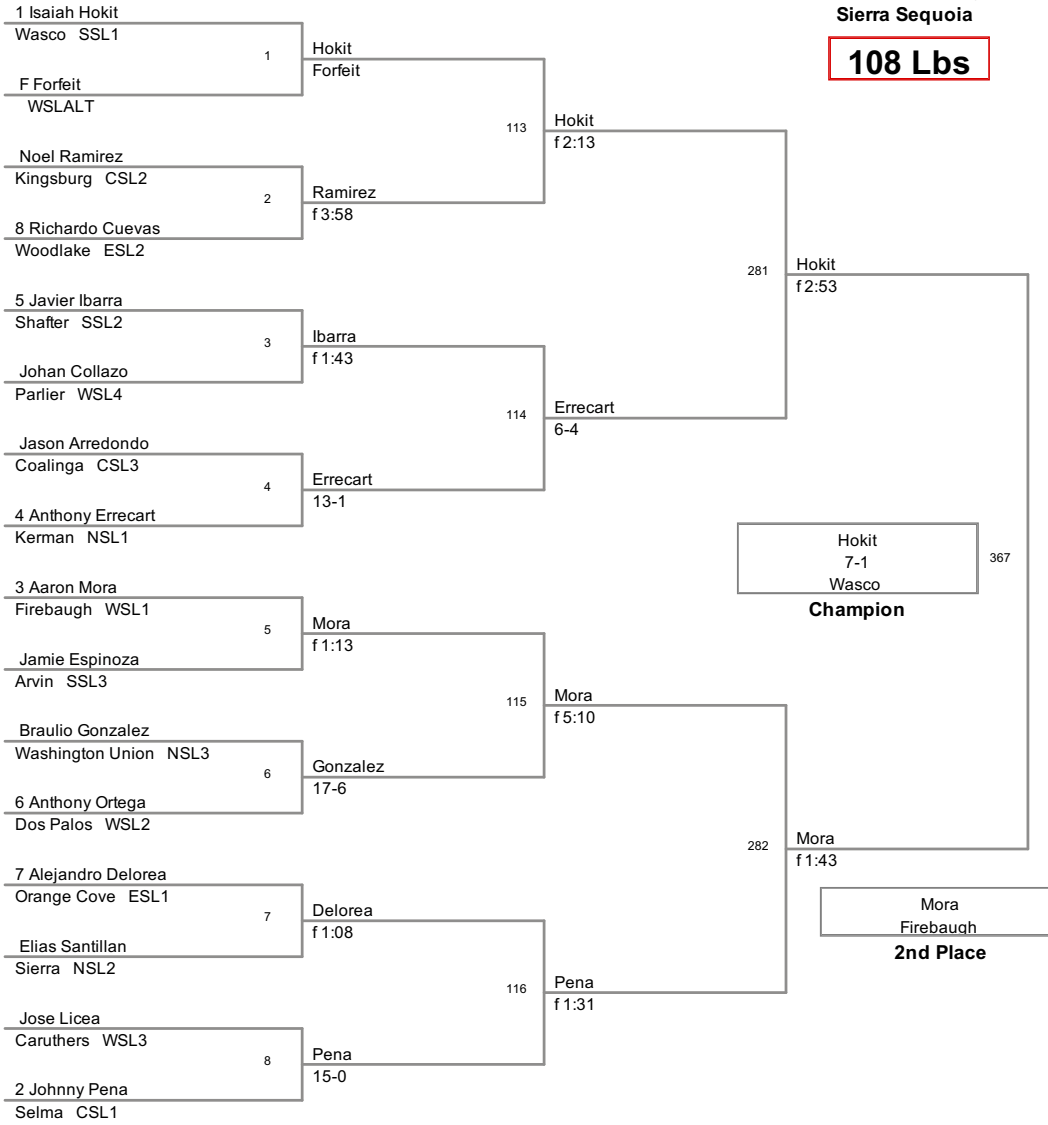 1 Isaiah Hokit
Wasco SSL1
1
F Forfeit
WSLALT
Noel Ramirez
Kingsburg CSL2
2
8 Richardo Cuevas
Woodlake ESL2
5 Javier Ibarra
Shafter SSL2
3
Johan Collazo
Parlier WSL4
Jason Arredondo
Coalinga CSL3
4
4 Anthony Errecart
Kerman NSL1
3 Aaron Mora
Firebaugh WSL1
5
Jamie Espinoza
Arvin SSL3
Braulio Gonzalez
Washington Union NSL3
6
6 Anthony Ortega
Dos Palos WSL2
7 Alejandro Delorea
Orange Cove ESL1
7
Elias Santillan
Sierra NSL2
Jose Licea
Caruthers WSL3
8
2 Johnny Pena
Selma CSL1
Hokit
Forfeit
113
Ramirez
f 3:58
Ibarra
f 1:43
114
Errecart
13-1
Mora
f 1:13
115
Gonzalez
17-6
Delorea
f 1:08
116
Pena
15-0
Hokit
f 2:13
281
Errecart
6-4
Mora
f 5:10
282
Pena
f 1:31
Sierra Sequoia
108 Lbs
Hokit
f 2:53
Hokit
7-1
Wasco
367
Champion
Mora
f 1:43
Mora
Firebaugh
2nd Place